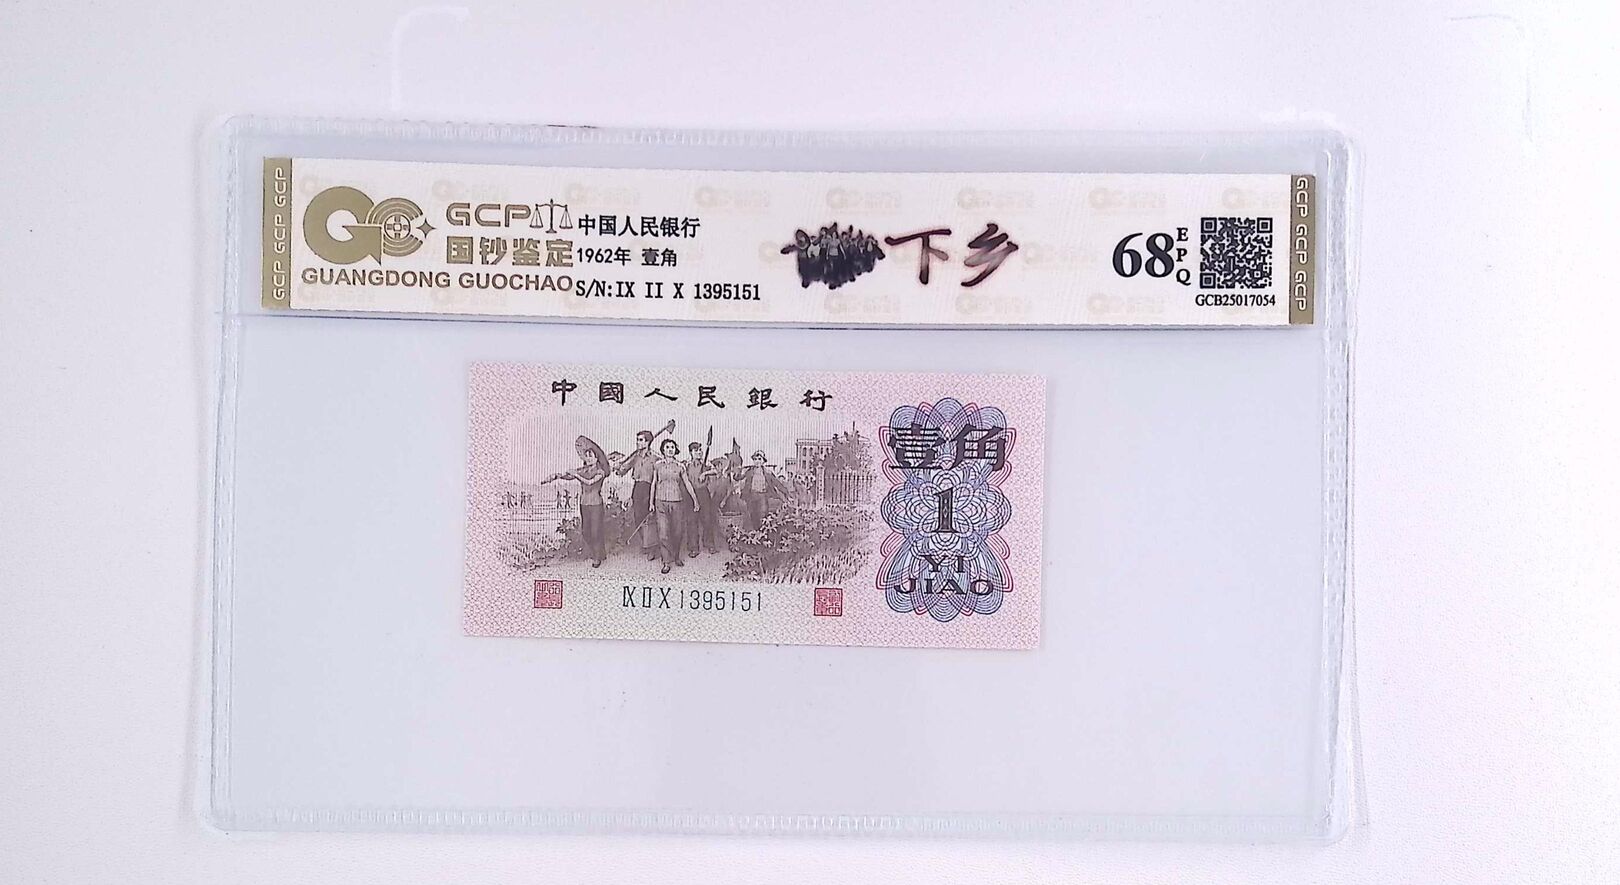 GCP GCP GCP
GCP
国钞鉴定
GUANGDONG GUOCHAO
中国人民银行
1962年 壹角
S/N:IX II X 1395151
下乡
68
EPQ
GCB25017054
GCP GCP GCP
中國人民銀行
壹角
1
YI
JIAO
IX II X 1395151